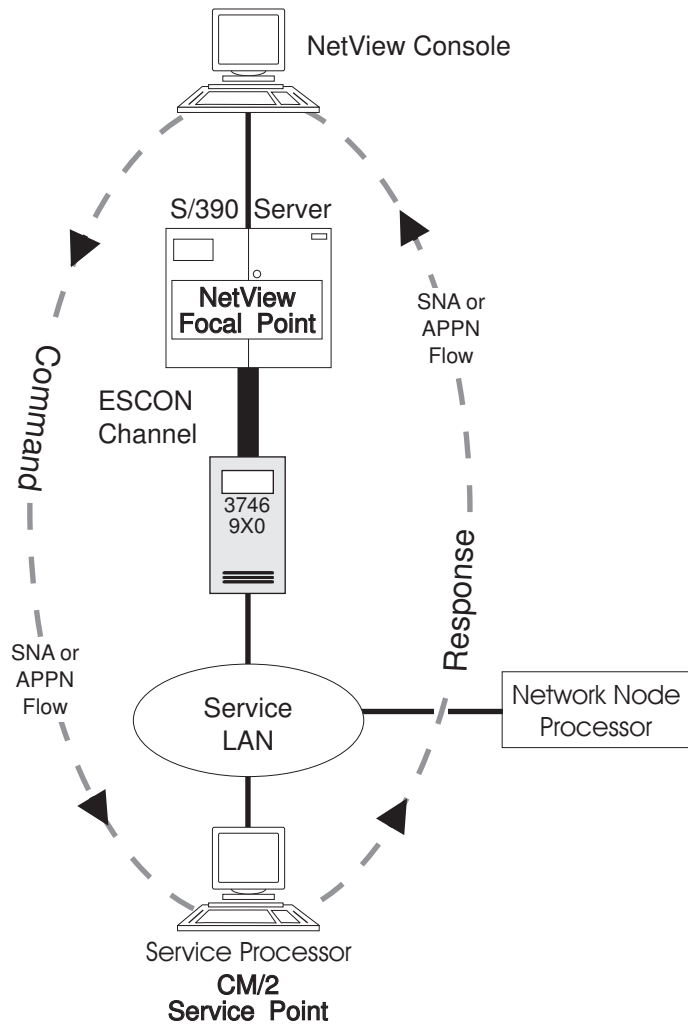 NetView Console
S/390 Server
NetView
Focal Point
SNA or
APPN
Flow
Command
ESCON
Channel
3746
9X0
Response
SNA or
APPN
Flow
Service
LAN
Network Node
Processor
Service Processor
CM/2
Service Point